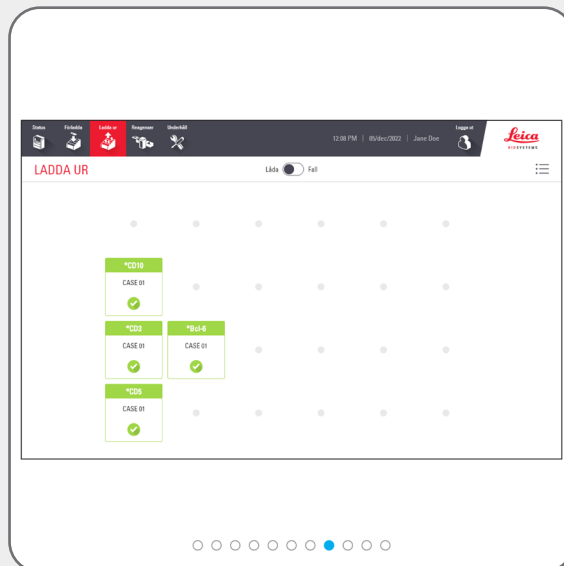 Status Förladda Ladda ur Reagenser Underhåll
12:08 PM | 05/dec/2022 | Jane Doe
Logga ut
Leica
BIOSYSTEMS
LADDA UR
Låda Fall
*CD10
CASE 01
*CD3 *Bcl-6
CASE 01 CASE 01
*CD5
CASE 01